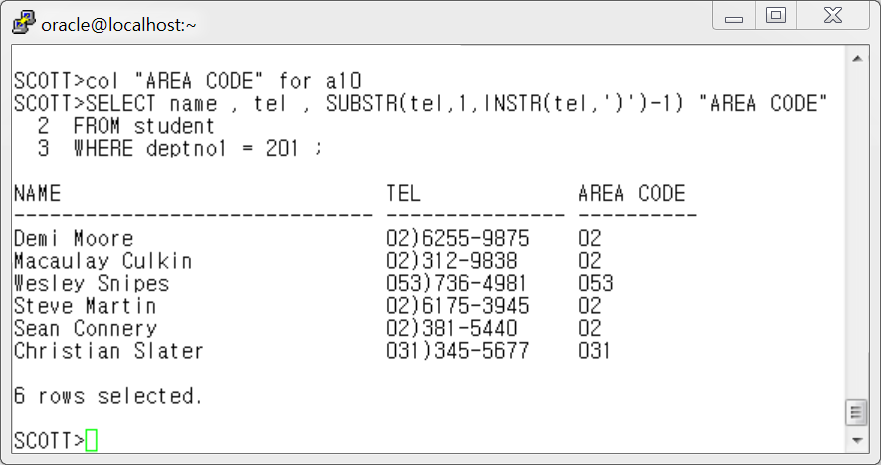 oracle@localhost:~
SCOTT>col "AREA CODE" for a10
SCOTT>SELECT name , tel , SUBSTR(tel,1,INSTR(tel,')')-1) "AREA CODE"
  2  FROM student
  3  WHERE deptno1 = 201 ;
NAME                           TEL             AREA CODE
------------------------------ --------------- ----------
Demi Moore                     02)6255-9875    02
Macaulay Culkin                02)312-9838     02
Wesley Snipes                  053)736-4981    053
Steve Martin                   02)6175-3945    02
Sean Connery                   02)381-5440     02
Christian Slater               031)345-5677    031
6 rows selected.
SCOTT>